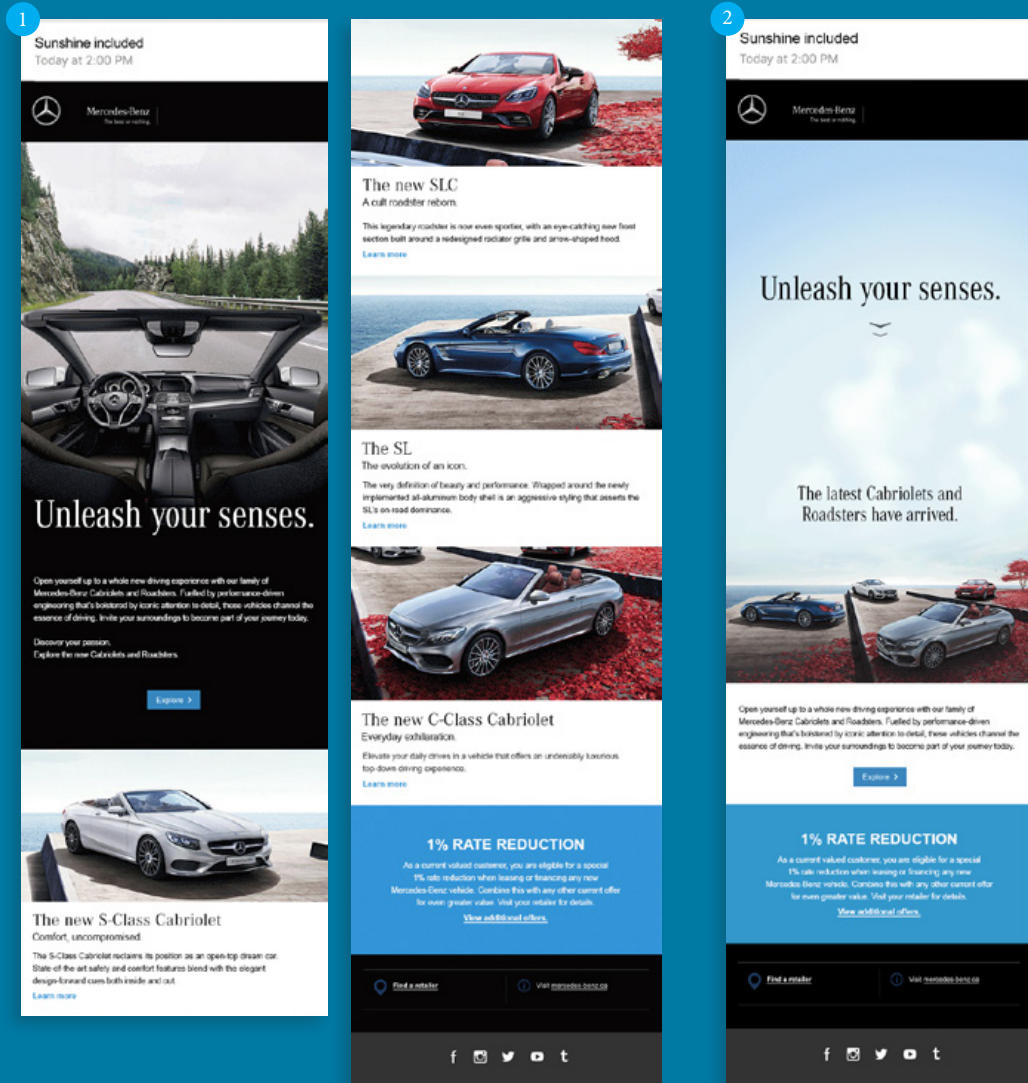 1
Sunshine included
Today at 2:00 PM
Mercedes-Benz
The best or nothing.
Unleash your senses.
Open yourself up to a whole new driving experience with our family of
Mercedes-Benz Cabriolets and Roadsters. Fuelled by performance-driven
engineering that's bolstered by iconic attention to detail, these vehicles channel the
essence of driving. Invite your surroundings to become part of your journey today.
Discover your passion.
Explore the new Cabriolets and Roadsters.
Explore >
The new S-Class Cabriolet
Comfort, uncompromised.
The S-Class Cabriolet reclaims its position as an open-top dream car.
State-of-the-art safety and comfort features blend with the elegant
design-forward cues both inside and out.
Learn more
The new SLC
A cult roadster reborn.
This legendary roadster is now even sportier, with an eye-catching new front
section built around a redesigned radiator grille and arrow-shaped hood.
Learn more
The SL
The evolution of an icon.
The very definition of beauty and performance. Wrapped around the newly
implemented all-aluminum body shell is an aggressive styling that asserts the
SL's on-road dominance.
Learn more
The new C-Class Cabriolet
Everyday exhilaration.
Elevate your daily drives in a vehicle that offers an undeniably luxurious
top-down driving experience.
Learn more
1% RATE REDUCTION
As a current valued customer, you are eligible for a special
1% rate reduction when leasing or financing any new
Mercedes-Benz vehicle. Combine this with any other current offer
for even greater value. Visit your retailer for details.
View additional offers.
Find a retailer
Visit mercedes-benz.ca
2
Sunshine included
Today at 2:00 PM
Mercedes-Benz
The best or nothing.
Unleash your senses.
The latest Cabriolets and
Roadsters have arrived.
Open yourself up to a whole new driving experience with our family of
Mercedes-Benz Cabriolets and Roadsters. Fuelled by performance-driven
engineering that's bolstered by iconic attention to detail, these vehicles channel the
essence of driving. Invite your surroundings to become part of your journey today.
Explore >
1% RATE REDUCTION
As a current valued customer, you are eligible for a special
1% rate reduction when leasing or financing any new
Mercedes-Benz vehicle. Combine this with any other current offer
for even greater value. Visit your retailer for details.
View additional offers.
Find a retailer
Visit mercedes-benz.ca